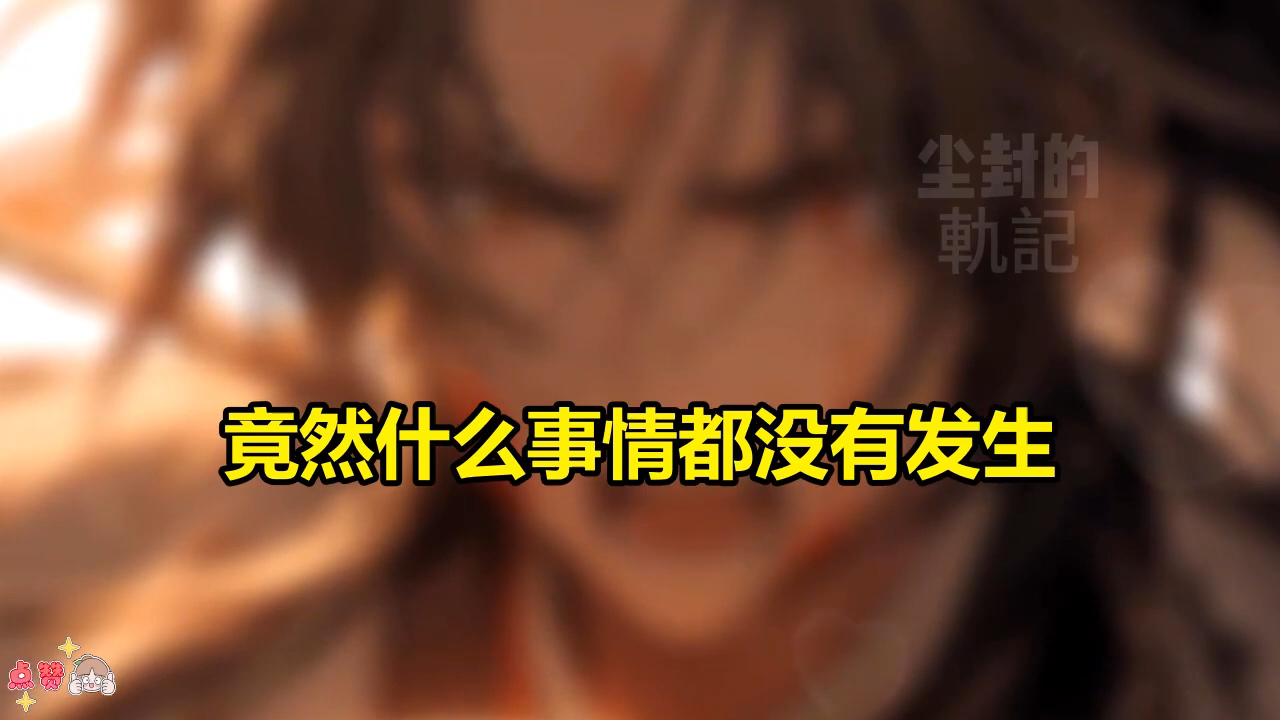 尘封的
軌記
竟然什么事情都没有发生
点赞